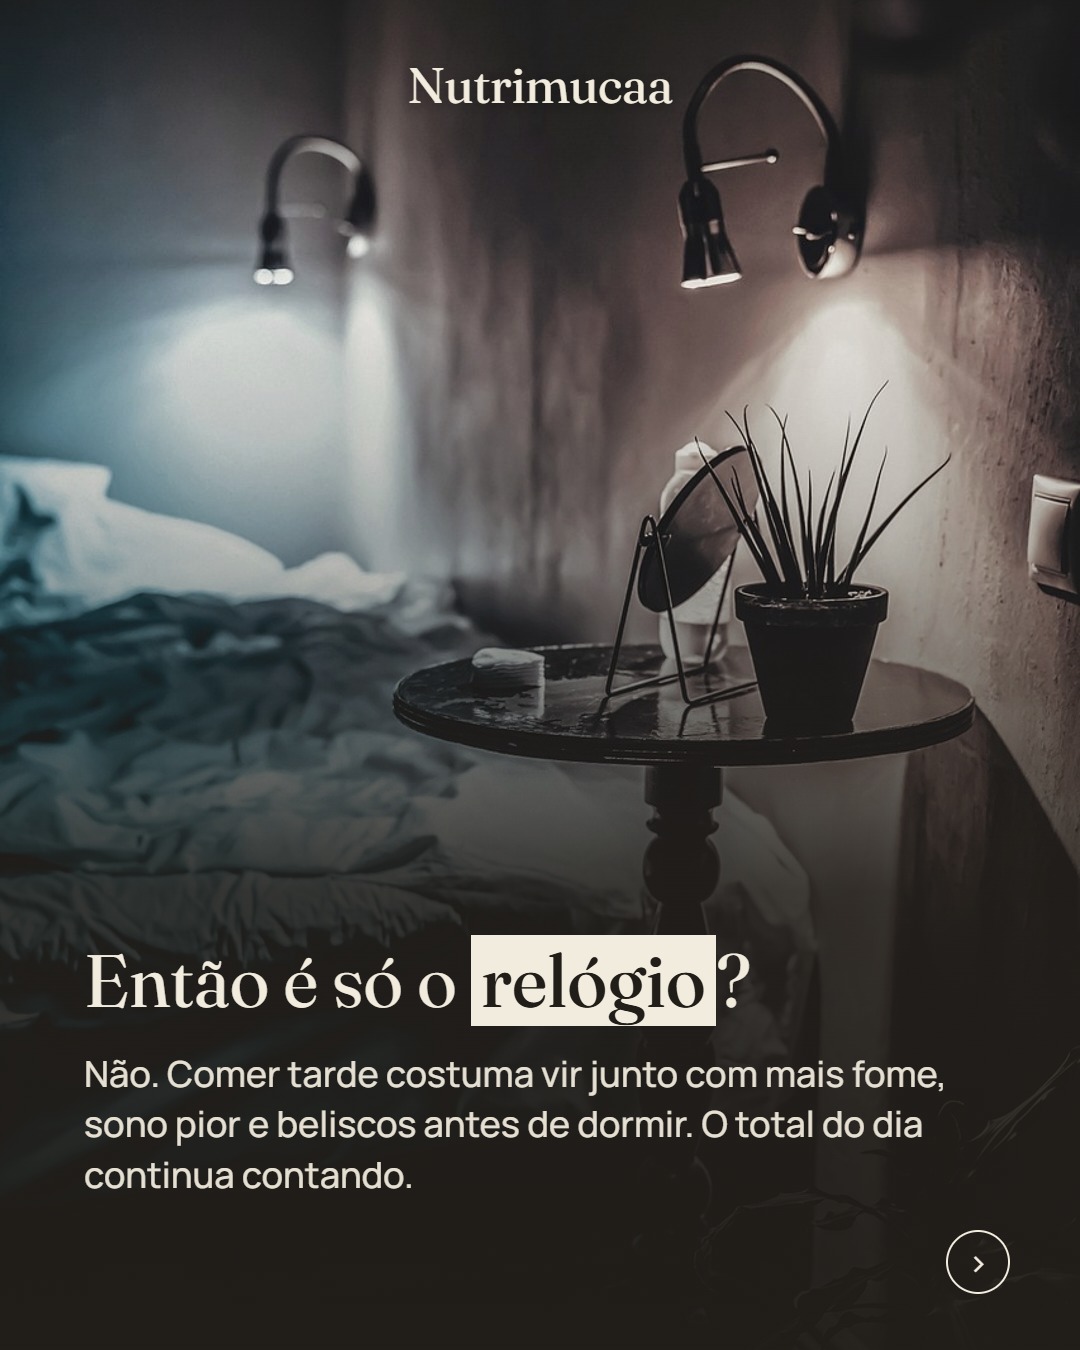 Nutrimucaa
Então é só o relógio?
Não. Comer tarde costuma vir junto com mais fome,
sono pior e beliscos antes de dormir. O total do dia
continua contando.